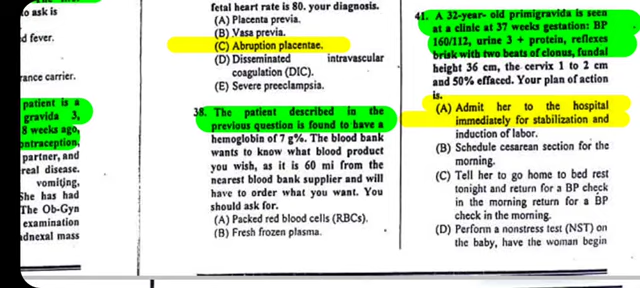 o ask is
d fever.
rance carrier.
patient is a
gravida 3,
8 weeks ago,
ontraception,
partner, and
real disease.
vomiting,
She has had
The Ob-Gyn
examination
dnexal mass
fetal heart rate is 80. your diagnosis.
(A) Placenta previa.
(B) Vasa previa.
(C) Abruption placentae.
(D) Disseminated intravascular
coagulation (DIC).
(E) Severe preeclampsia.
38. The patient described in the
previous question is found to have a
hemoglobin of 7 g%. The blood bank
wants to know what blood product
you wish, as it is 60 mi from the
nearest blood bank supplier and will
have to order what you want. You
should ask for.
(A) Packed red blood cells (RBCs).
(B) Fresh frozen plasma.
41. A 32-year- old primigravida is seen
at a clinic at 37 weeks gestation: BP
160/112, urine 3 + protein, reflexes
brisk with two beats of clonus, fundal
height 36 cm, the cervix 1 to 2 cm
and 50% effaced. Your plan of action
is.
(A) Admit her to the hospital
immediately for stabilization and
induction of labor.
(B) Schedule cesarean section for the
morning.
(C) Tell her to go home to bed rest
tonight and return for a BP check
in the morning return for a BP
check in the morning.
(D) Perform a nonstress test (NST) on
the baby, have the woman begin